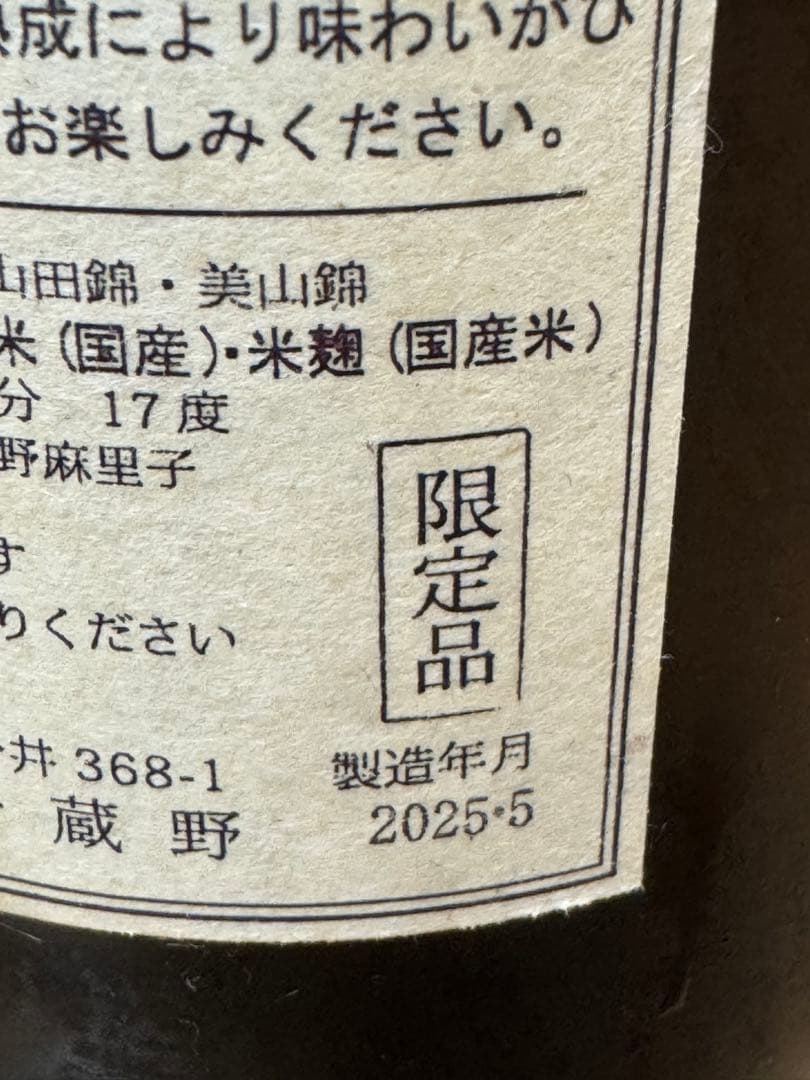 熟成により味わいがひ
お楽しみください。
山田錦・美山錦
米(国産)・米麹(国産米)
分 17度
野麻里子
す
りください
限定品
井 368-1
蔵野
製造年月
2025・5